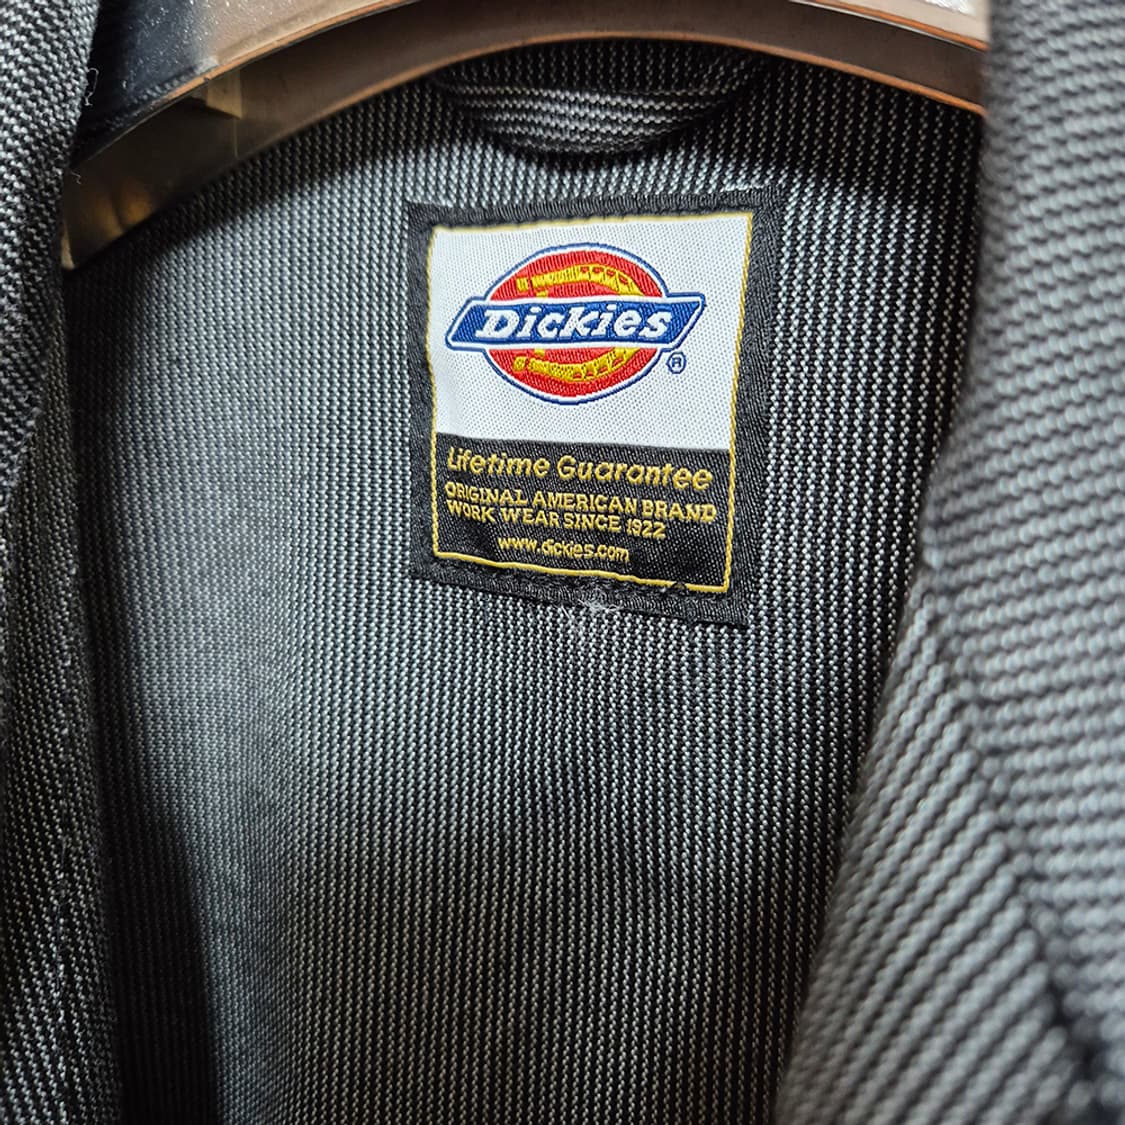 Dickies
®
Lifetime Guarantee
ORIGINAL AMERICAN BRAND
WORK WEAR SINCE 1922
www.dickies.com